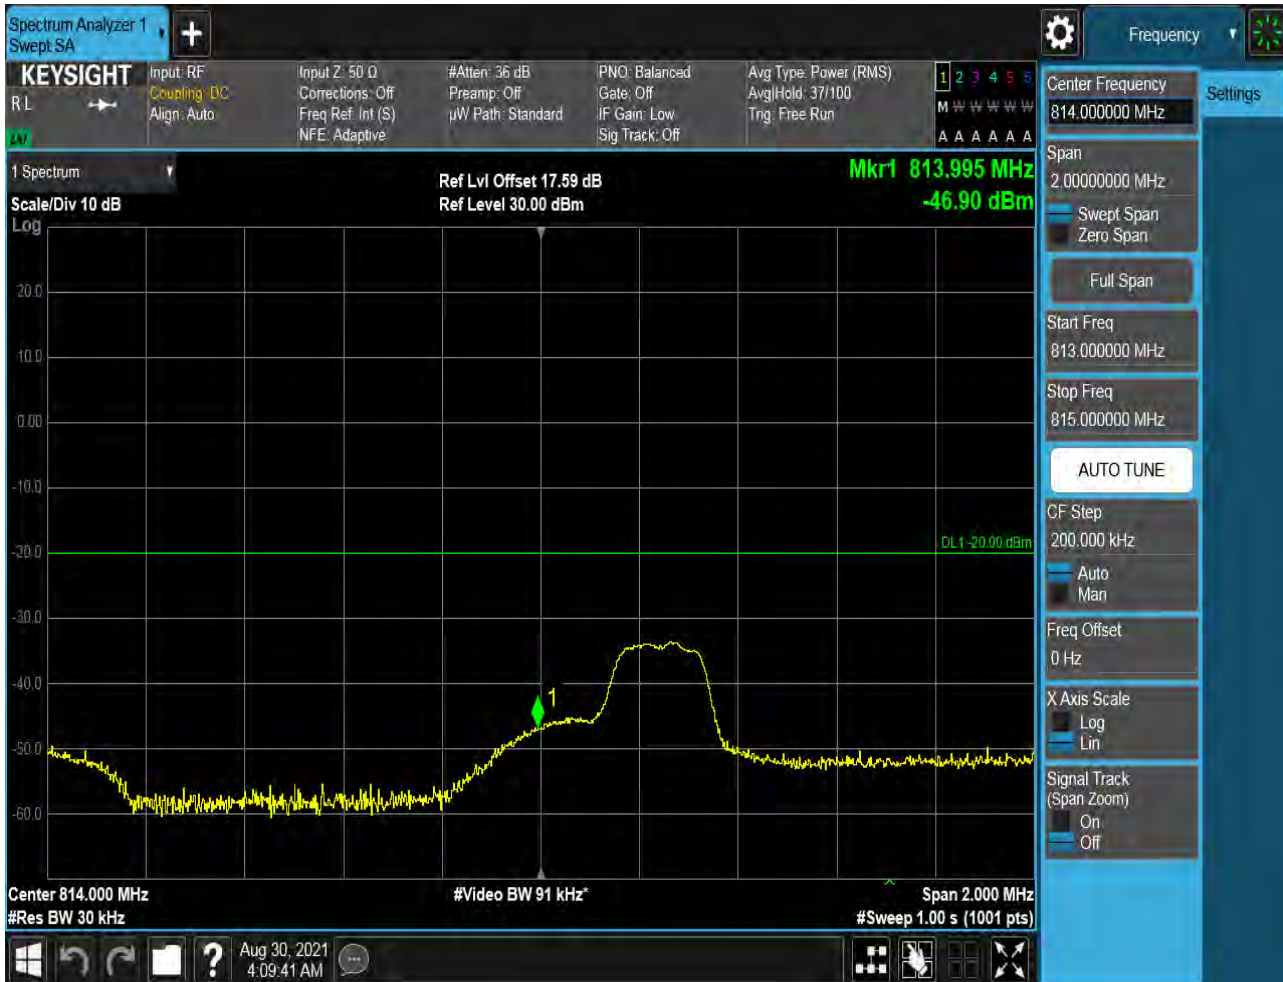 Spectrum Analyzer 1
Swept SA
+
Frequency
KEYSIGHT
R L
LXI
Input: RF
Coupling: DC
Align: Auto
Input Z: 50 Ω
Corrections: Off
Freq Ref: Int (S)
NFE: Adaptive
#Atten: 36 dB
Preamp: Off
µW Path: Standard
PNO: Balanced
Gate: Off
IF Gain: Low
Sig Track: Off
Avg Type: Power (RMS)
Avg|Hold: 37/100
Trig: Free Run
1 2 3 4 5 6
M W W W W W
A A A A A A
1 Spectrum
Scale/Div 10 dB
Log
Ref Lvl Offset 17.59 dB
Ref Level 30.00 dBm
Mkr1 813.995 MHz
-46.90 dBm
20.0
10.0
0.00
-10.0
-20.0
-30.0
-40.0
-50.0
-60.0
DL1 -20.00 dBm
1
Center 814.000 MHz
#Res BW 30 kHz
#Video BW 91 kHz*
Span 2.000 MHz
#Sweep 1.00 s (1001 pts)
Center Frequency
814.000000 MHz
Settings
Span
2.00000000 MHz
Swept Span
Zero Span
Full Span
Start Freq
813.000000 MHz
Stop Freq
815.000000 MHz
AUTO TUNE
CF Step
200.000 kHz
Auto
Man
Freq Offset
0 Hz
X Axis Scale
Log
Lin
Signal Track
(Span Zoom)
On
Off
?
Aug 30, 2021
4:09:41 AM